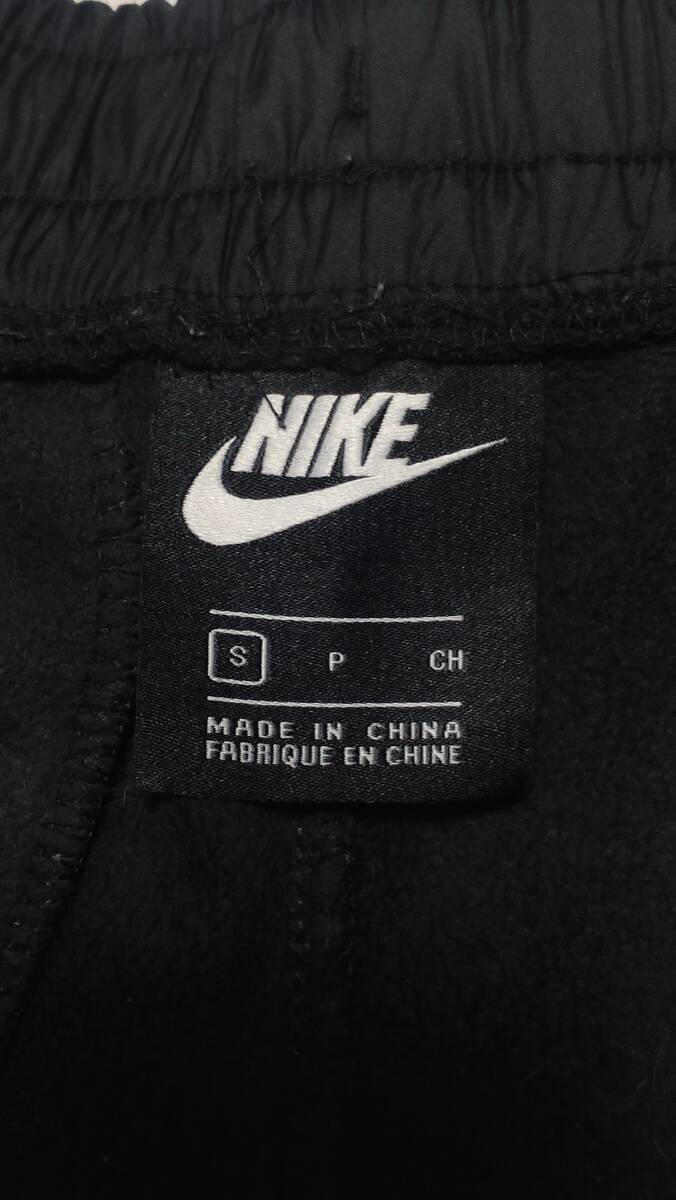 NIKE
S P CH
MADE IN CHINA
FABRIQUE EN CHINE